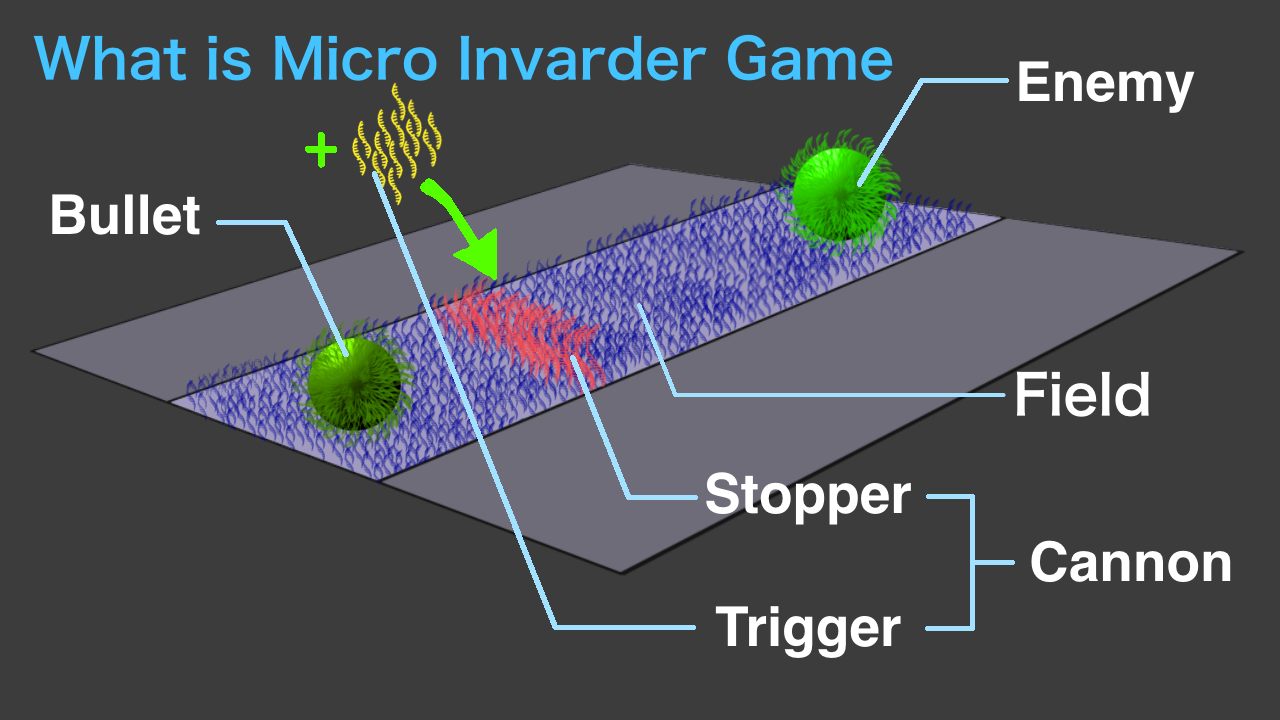 What is Micro Invarder Game
Enemy
+
Bullet
Field
Stopper
Cannon
Trigger